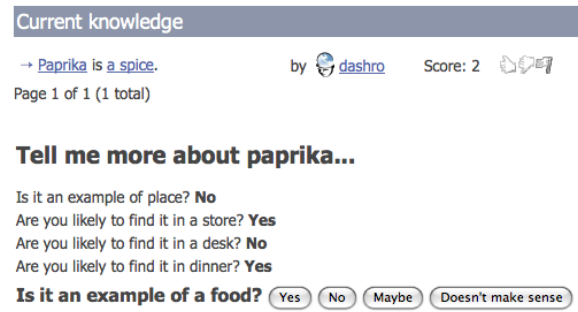 Current knowledge
→ Paprika is a spice. by dashro Score: 2
Page 1 of 1 (1 total)
Tell me more about paprika...
Is it an example of place? No
Are you likely to find it in a store? Yes
Are you likely to find it in a desk? No
Are you likely to find it in dinner? Yes
Is it an example of a food? Yes No Maybe Doesn't make sense